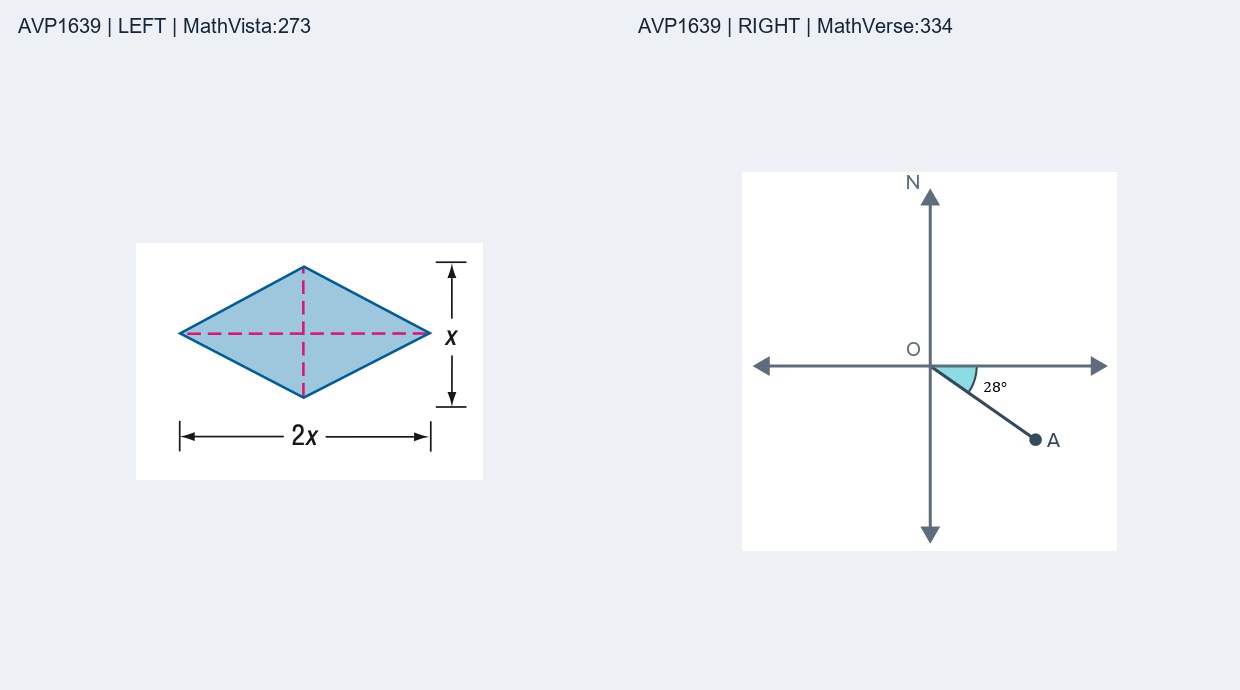 AVP1639 | LEFT | MathVista:273
x
2x
AVP1639 | RIGHT | MathVerse:334
N
O
28°
A